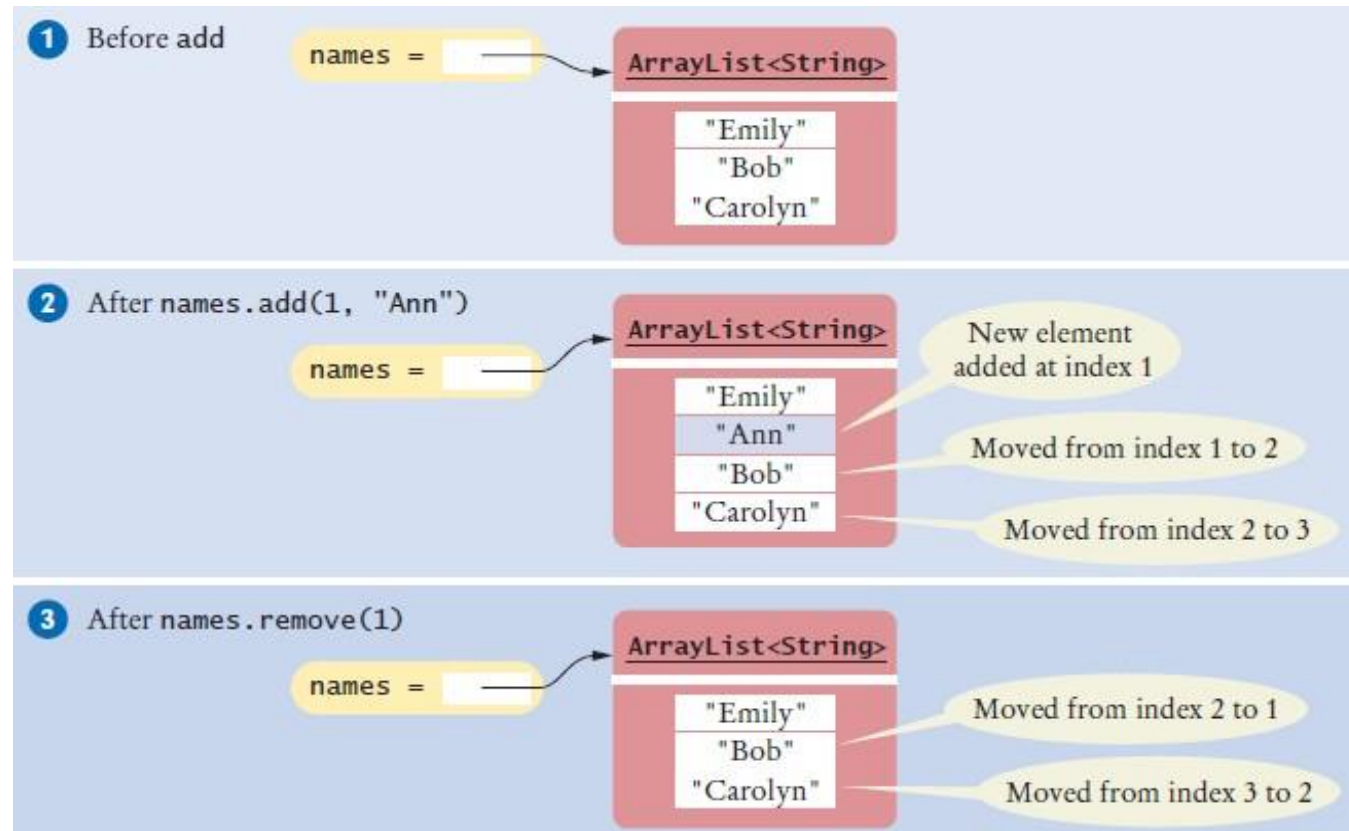 1 Before add
names =
ArrayList<String>
"Emily"
"Bob"
"Carolyn"
2 After names.add(1, "Ann")
names =
ArrayList<String>
"Emily"
"Ann"
"Bob"
"Carolyn"
New element
added at index 1
Moved from index 1 to 2
Moved from index 2 to 3
3 After names.remove(1)
names =
ArrayList<String>
"Emily"
"Bob"
"Carolyn"
Moved from index 2 to 1
Moved from index 3 to 2